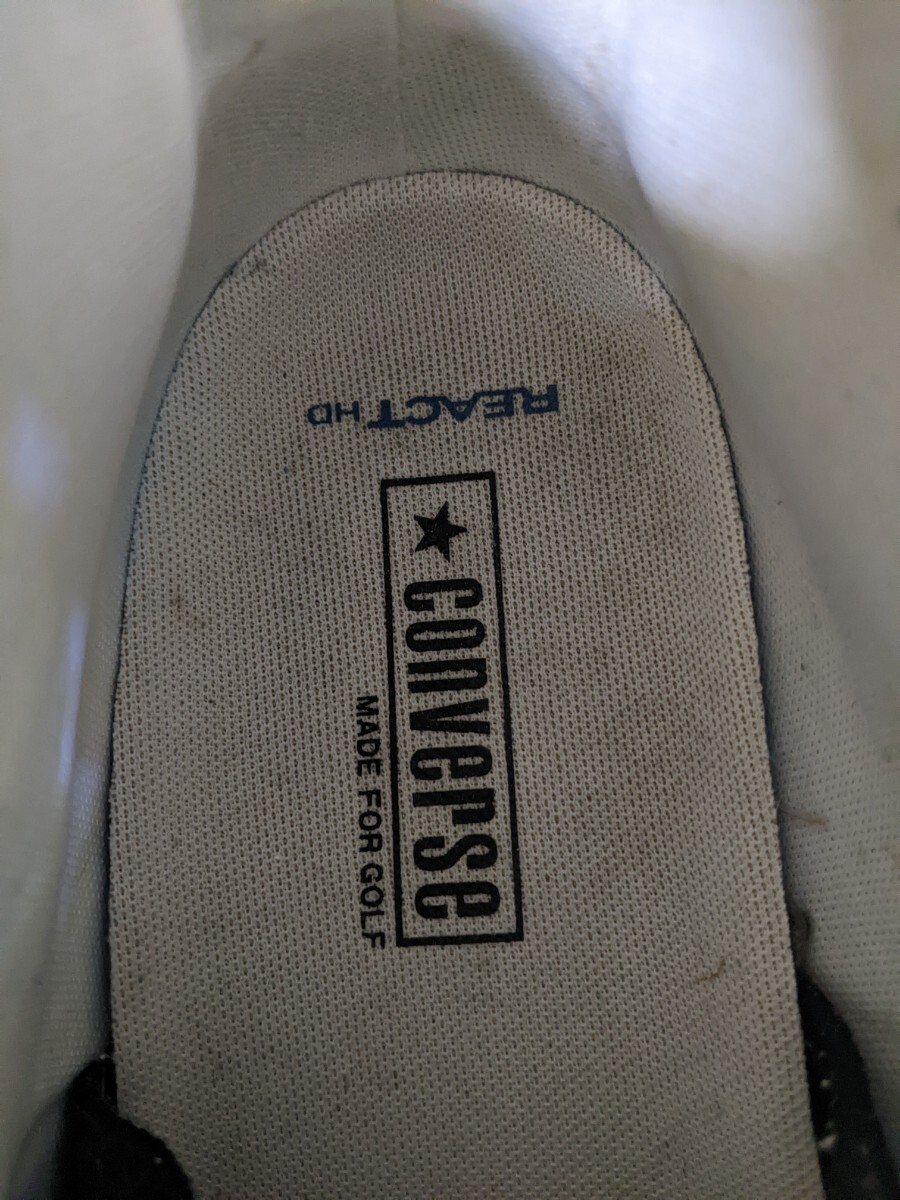 REACT HD
★ CONVERSE
MADE FOR GOLF